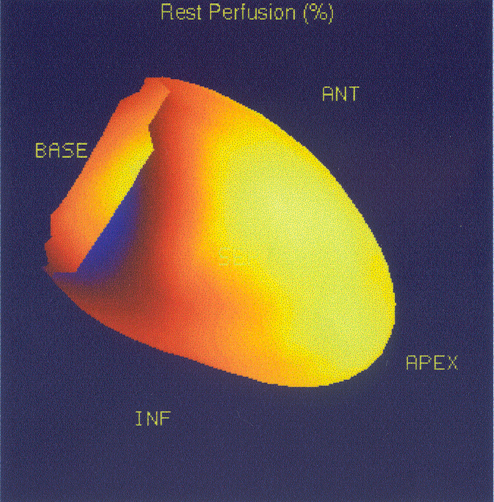 Rest Perfusion (%)
ANT
BASE
APEX
INF